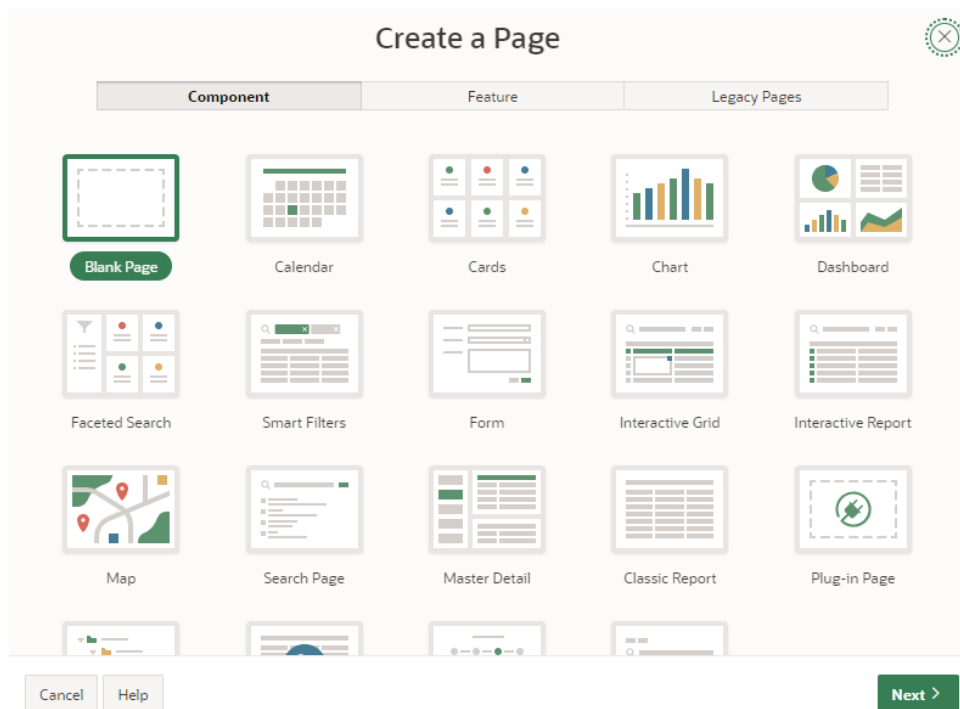 Create a Page
Component Feature Legacy Pages
Blank Page Calendar Cards Chart Dashboard
Faceted Search Smart Filters Form Interactive Grid Interactive Report
Map Search Page Master Detail Classic Report Plug-in Page
Cancel Help Next